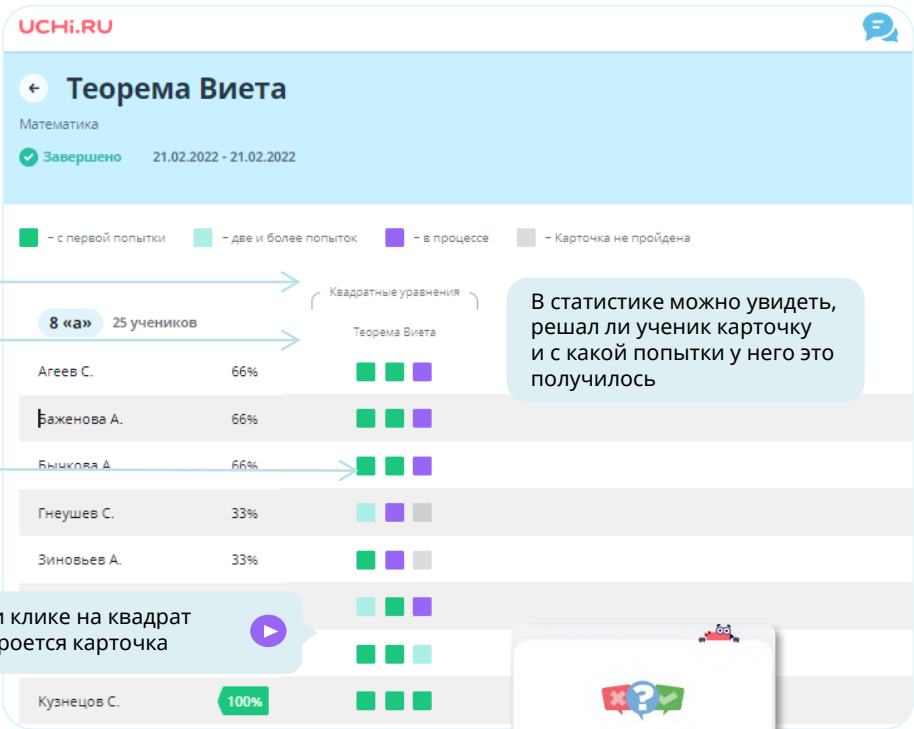 UCHi.RU
Теорема Виета
Математика
Завершено 21.02.2022 - 21.02.2022
– с первой попытки – две и более попыток – в процессе – Карточка не пройдена
Квадратные уравнения
8 «а» 25 учеников
Теорема Виета
В статистике можно увидеть,
решал ли ученик карточку
и с какой попытки у него это
получилось
Агеев С. 66%
Баженова А. 66%
Бычкова А 66%
Гнеушев С. 33%
Зиновьев А. 33%
клике на квадрат
карточка
Кузнецов С. 100%